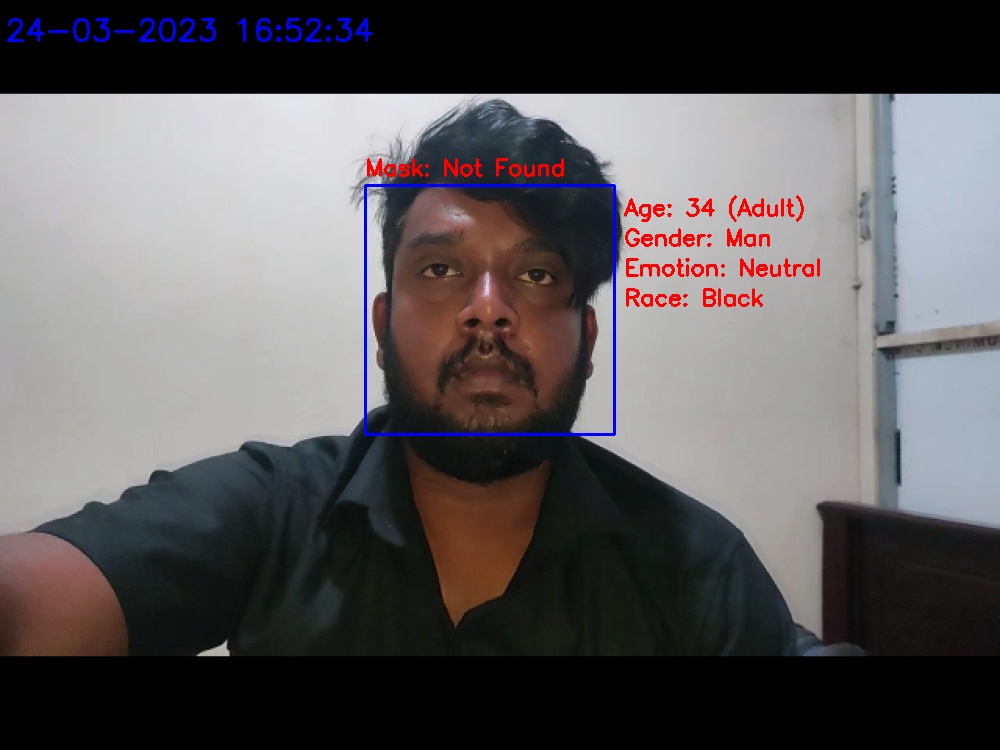 24-03-2023 16:52:34
Mask: Not Found
Age: 34 (Adult)
Gender: Man
Emotion: Neutral
Race: Black